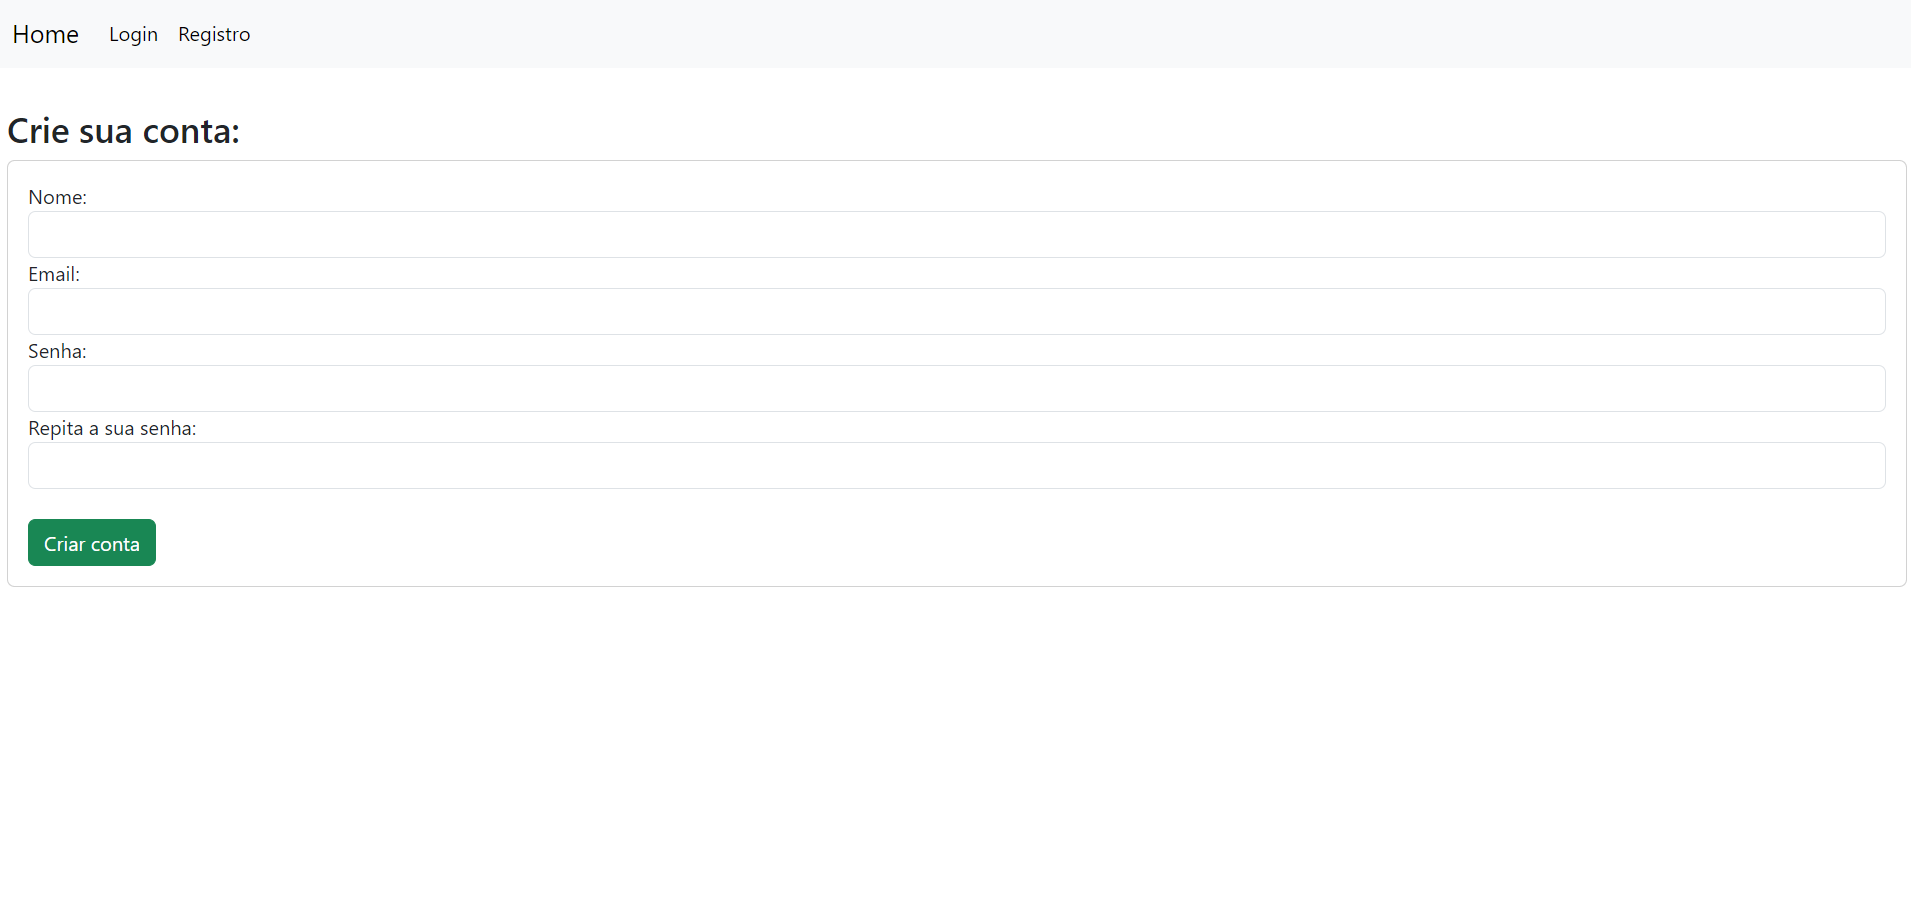 Home Login Registro
Crie sua conta:
Nome:
Email:
Senha:
Repita a sua senha:
Criar conta